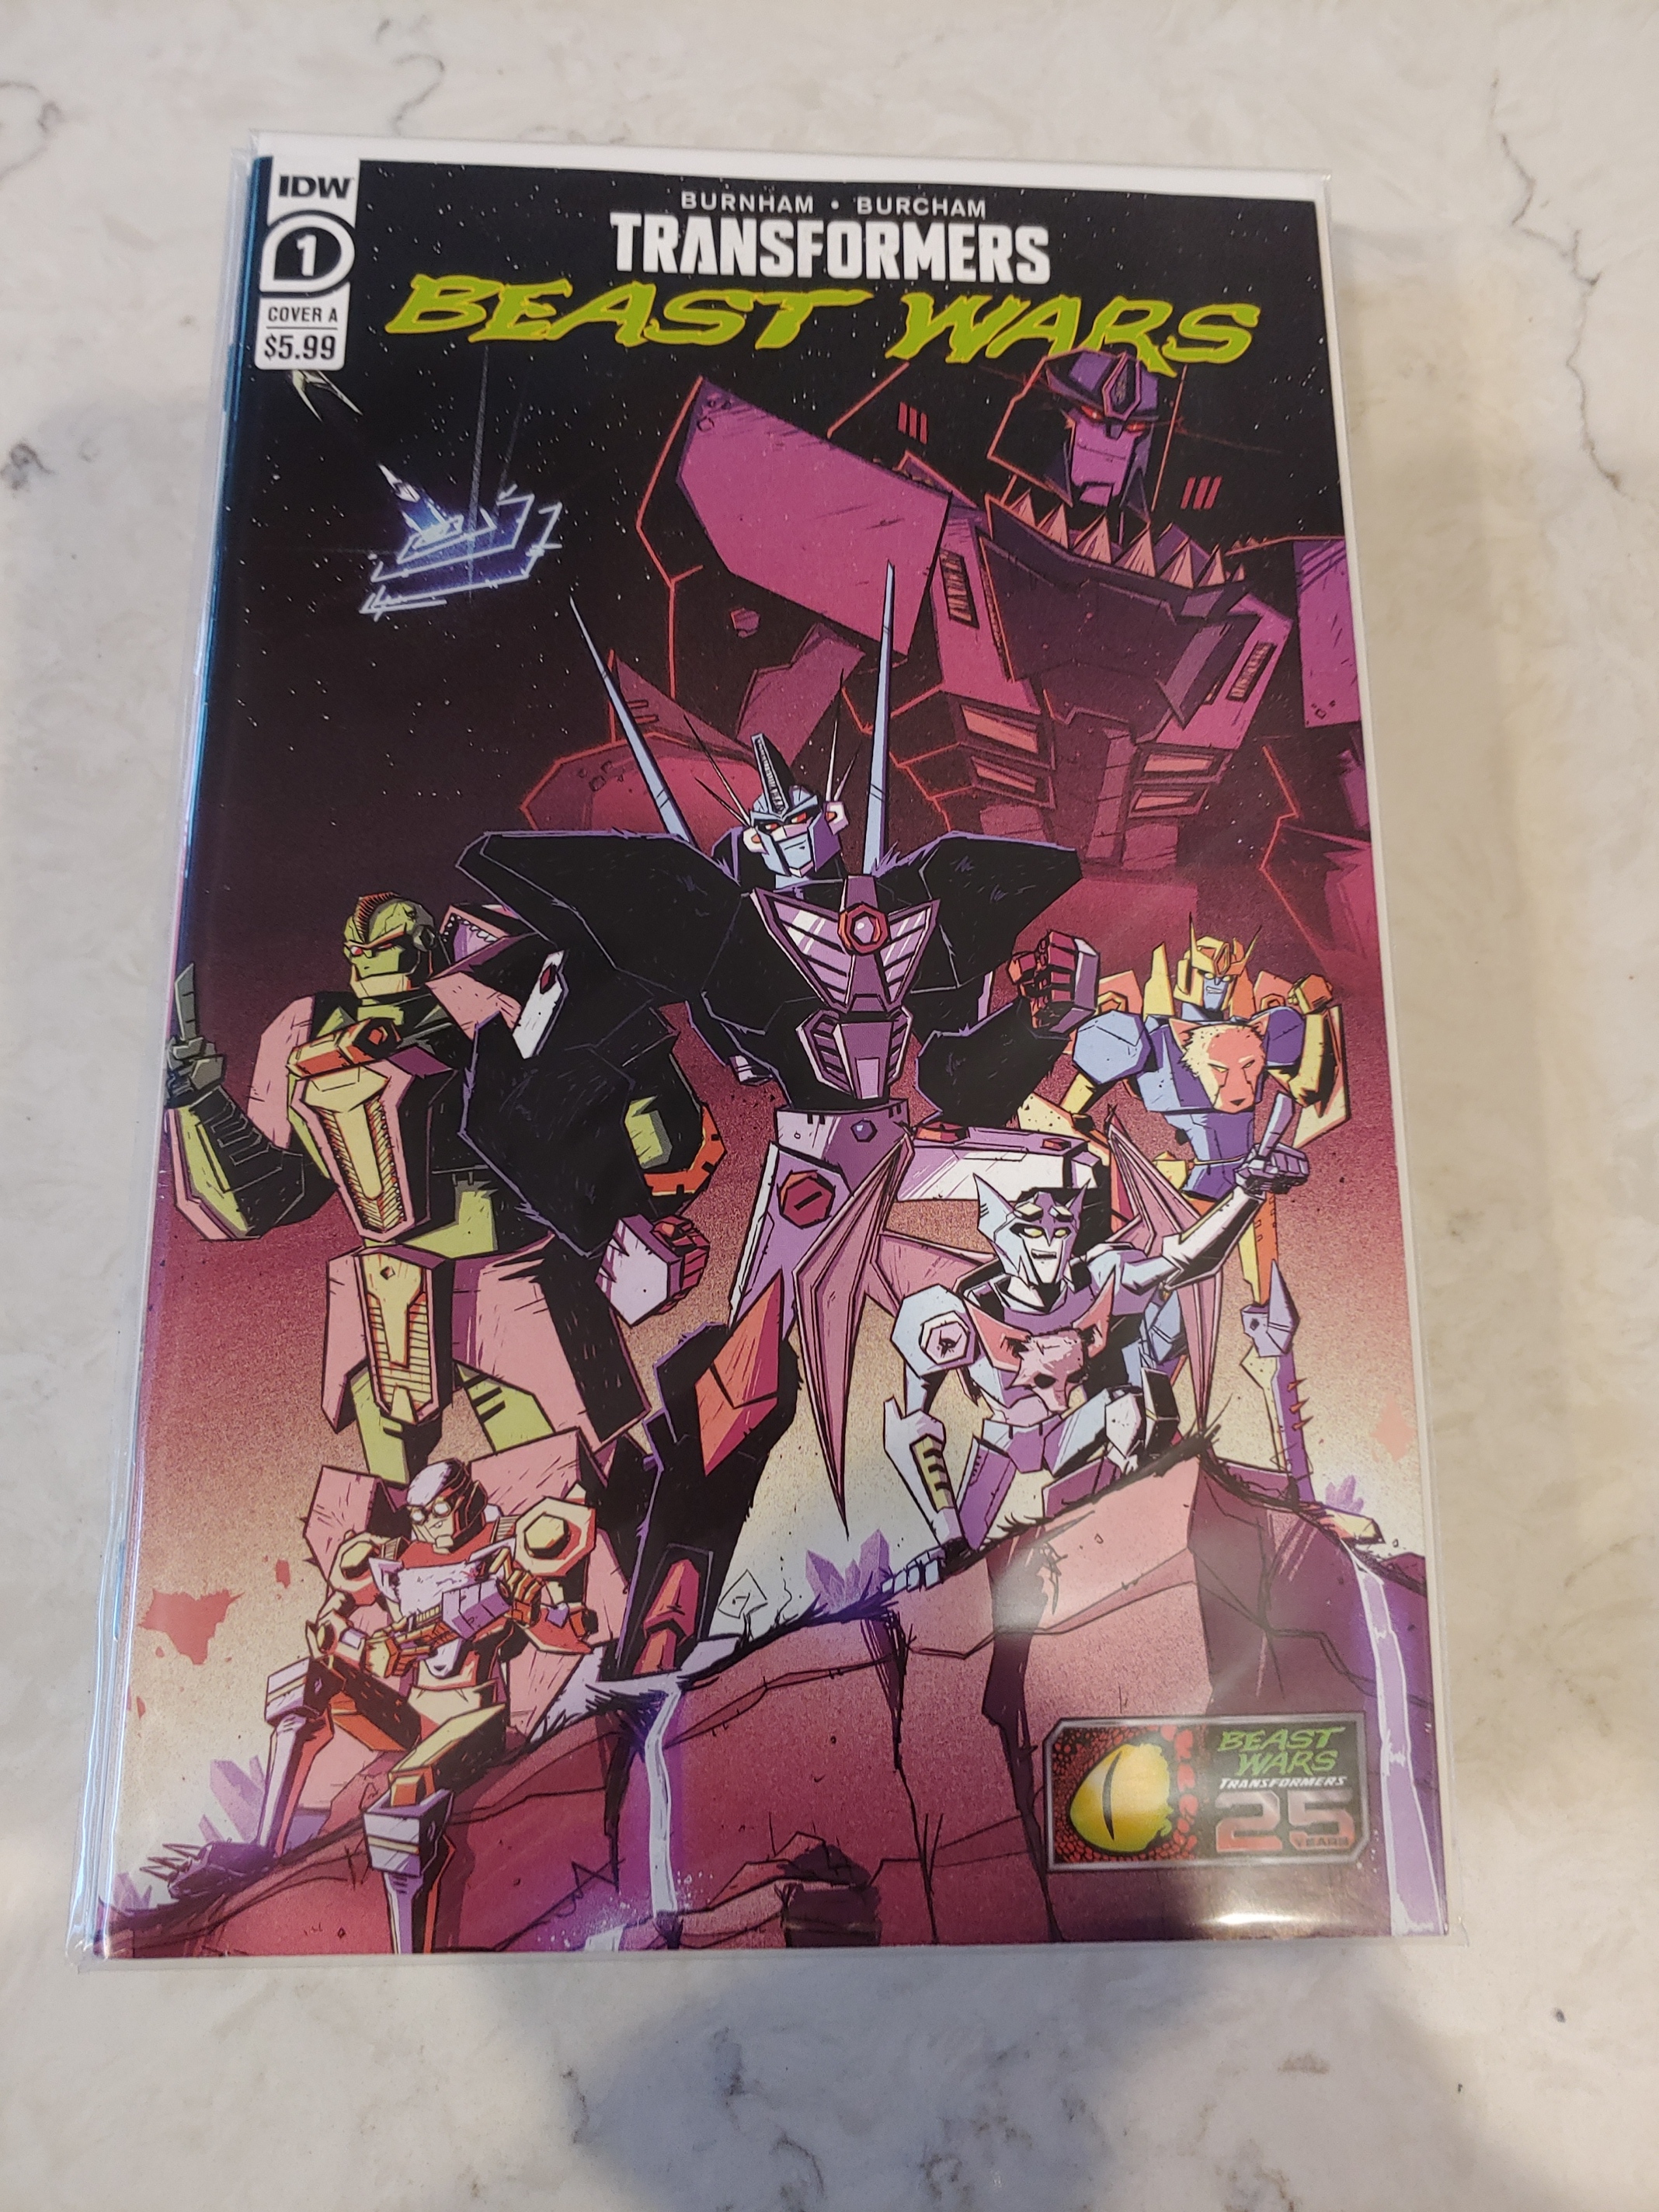 IDW
1
COVER A
$5.99
BURNHAM • BURCHAM
TRANSFORMERS
BEAST WARS
BEAST
WARS
TRANSFORMERS
25
YEARS